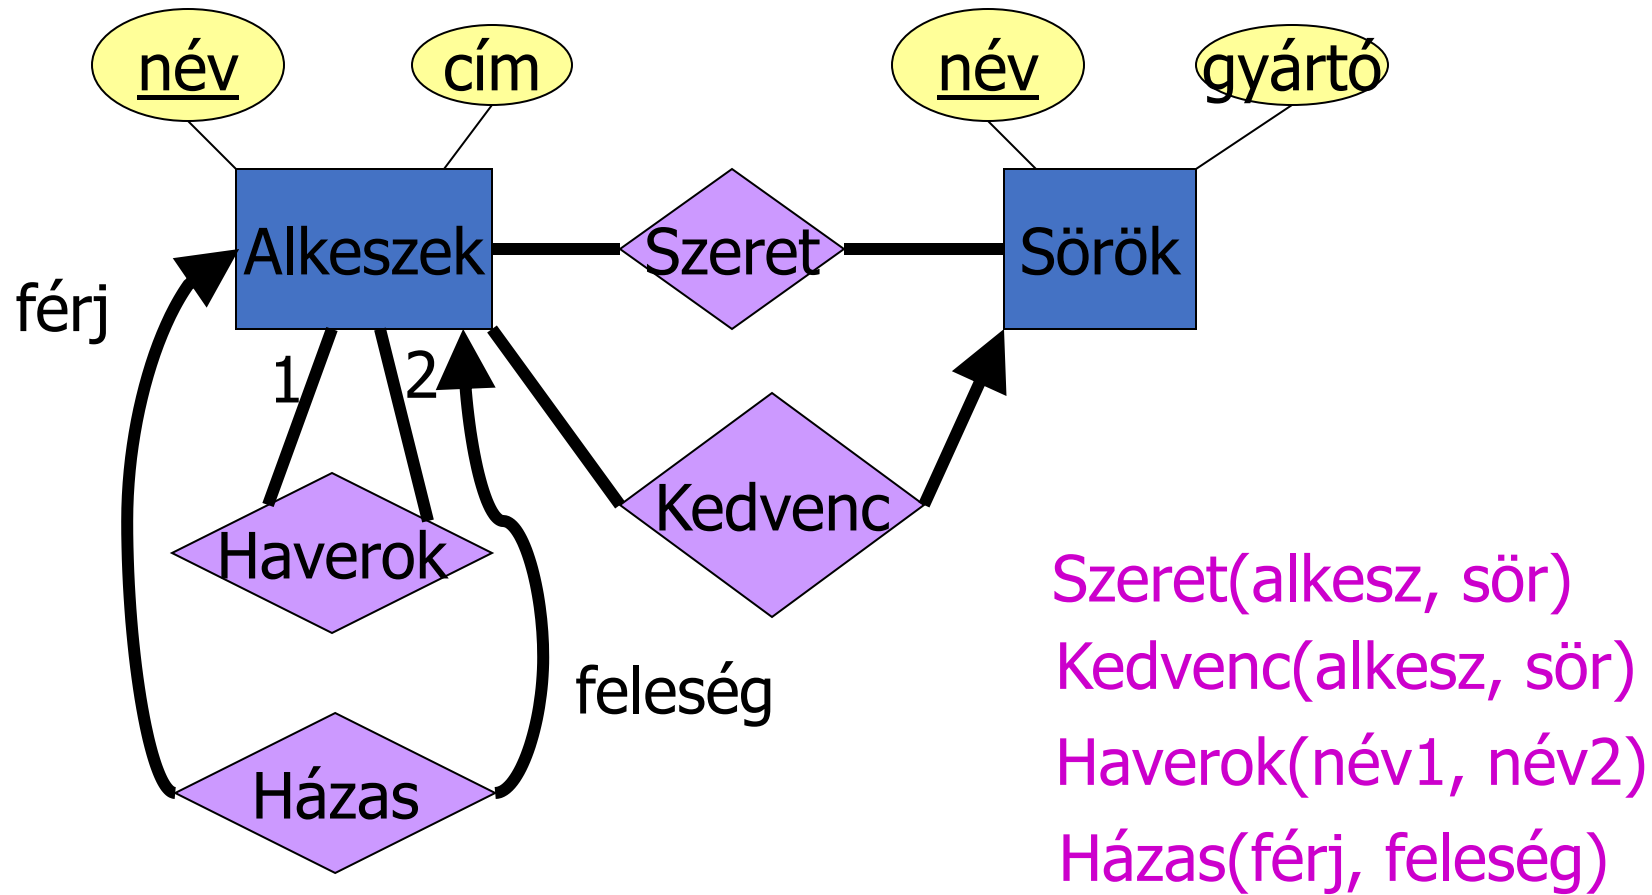 név
cím
név
gyártó
Alkeszek
Szeret
Sörök
férj
1
2
Kedvenc
Haverok
Szeret(alkesz, sör)
Kedvenc(alkesz, sör)
feleség
Haverok(név1, név2)
Házas
Házas(férj, feleség)